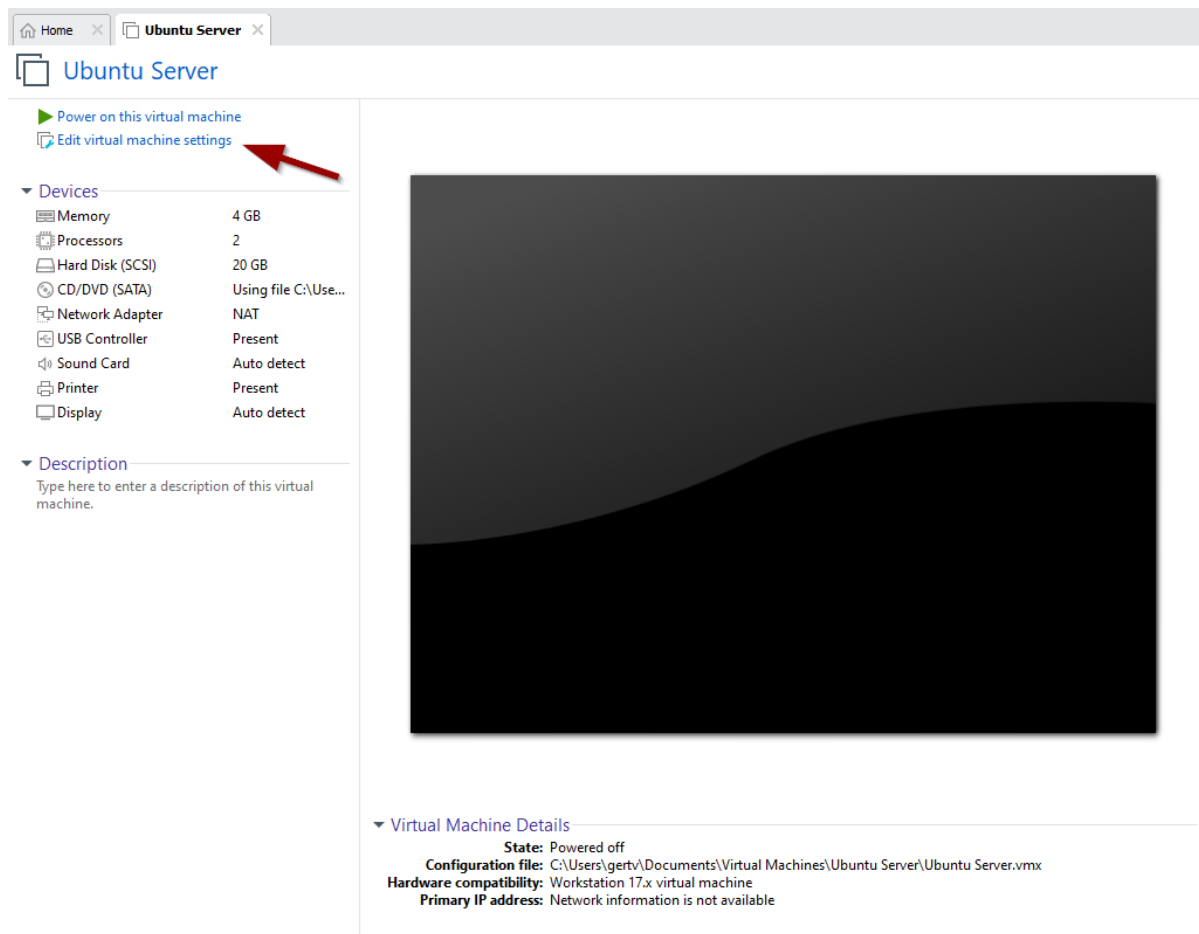 Home
Ubuntu Server
Ubuntu Server
Power on this virtual machine
Edit virtual machine settings
Devices
Memory 4 GB
Processors 2
Hard Disk (SCSI) 20 GB
CD/DVD (SATA) Using file C:\Use...
Network Adapter NAT
USB Controller Present
Sound Card Auto detect
Printer Present
Display Auto detect
Description
Type here to enter a description of this virtual
machine.
Virtual Machine Details
State: Powered off
Configuration file: C:\Users\gertv\Documents\Virtual Machines\Ubuntu Server\Ubuntu Server.vmx
Hardware compatibility: Workstation 17.x virtual machine
Primary IP address: Network information is not available